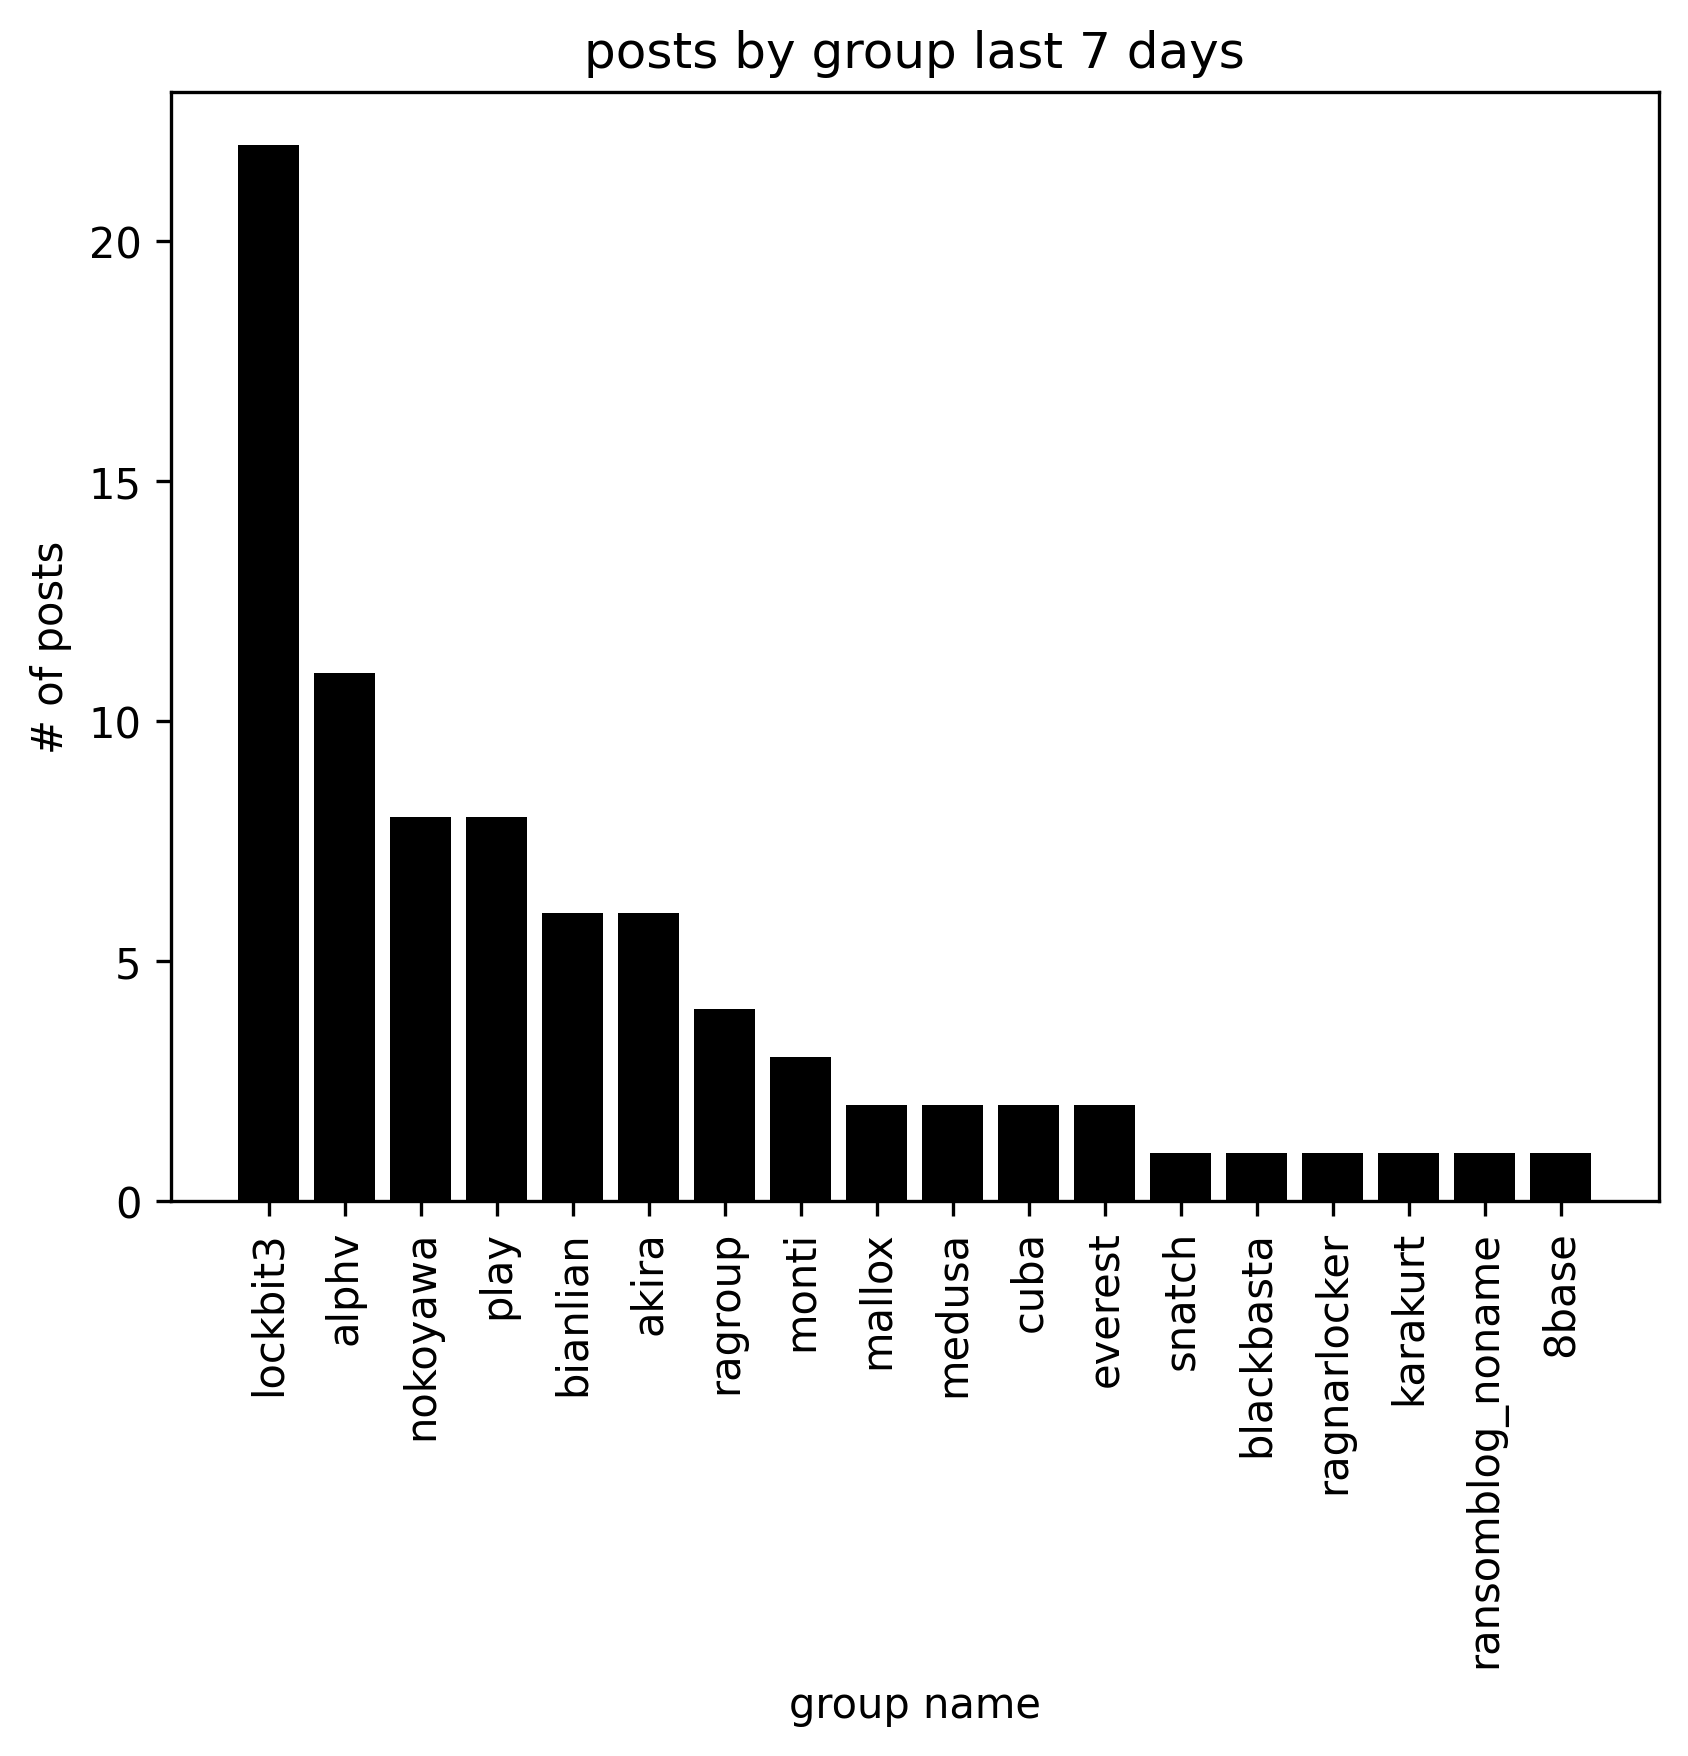 posts by group last 7 days
# of posts
20
15
10
5
0
lockbit3
alphv
nokoyawa
play
bianlian
akira
ragroup
monti
mallox
medusa
cuba
everest
snatch
blackbasta
ragnarlocker
karakurt
ransomblog_noname
8base
group name